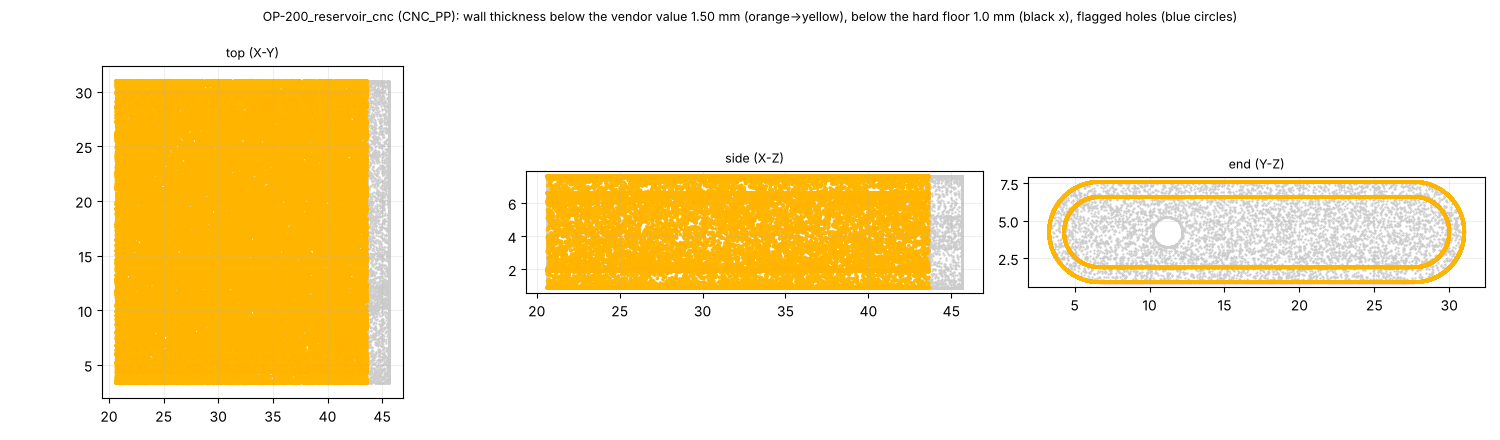 OP-200_reservoir_cnc (CNC_PP): wall thickness below the vendor value 1.50 mm (orange→yellow), below the hard floor 1.0 mm (black x), flagged holes (blue circles)
top (X-Y)
30
25
20
15
10
5
20 25 30 35 40 45
side (X-Z)
6
4
2
20 25 30 35 40 45
end (Y-Z)
7.5
5.0
2.5
5 10 15 20 25 30